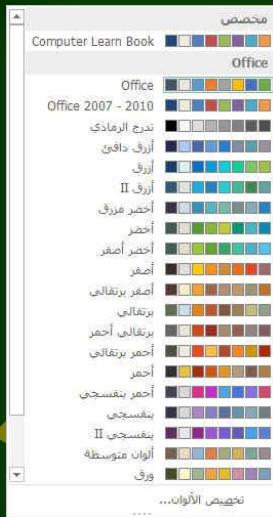 مخصص
Computer Learn Book
Office
Office
Office 2007 - 2010
تدرج الرمادي
أزرق دافئ
أزرق
أزرق II
أخضر مزرق
أخضر
أخضر أصفر
أصفر
أصفر برتقالي
برتقالي
برتقالي أحمر
أحمر برتقالي
أحمر
أحمر بنفسجي
بنفسجي
بنفسجي II
ألوان متوسطة
ورق
تخصيص الألوان...